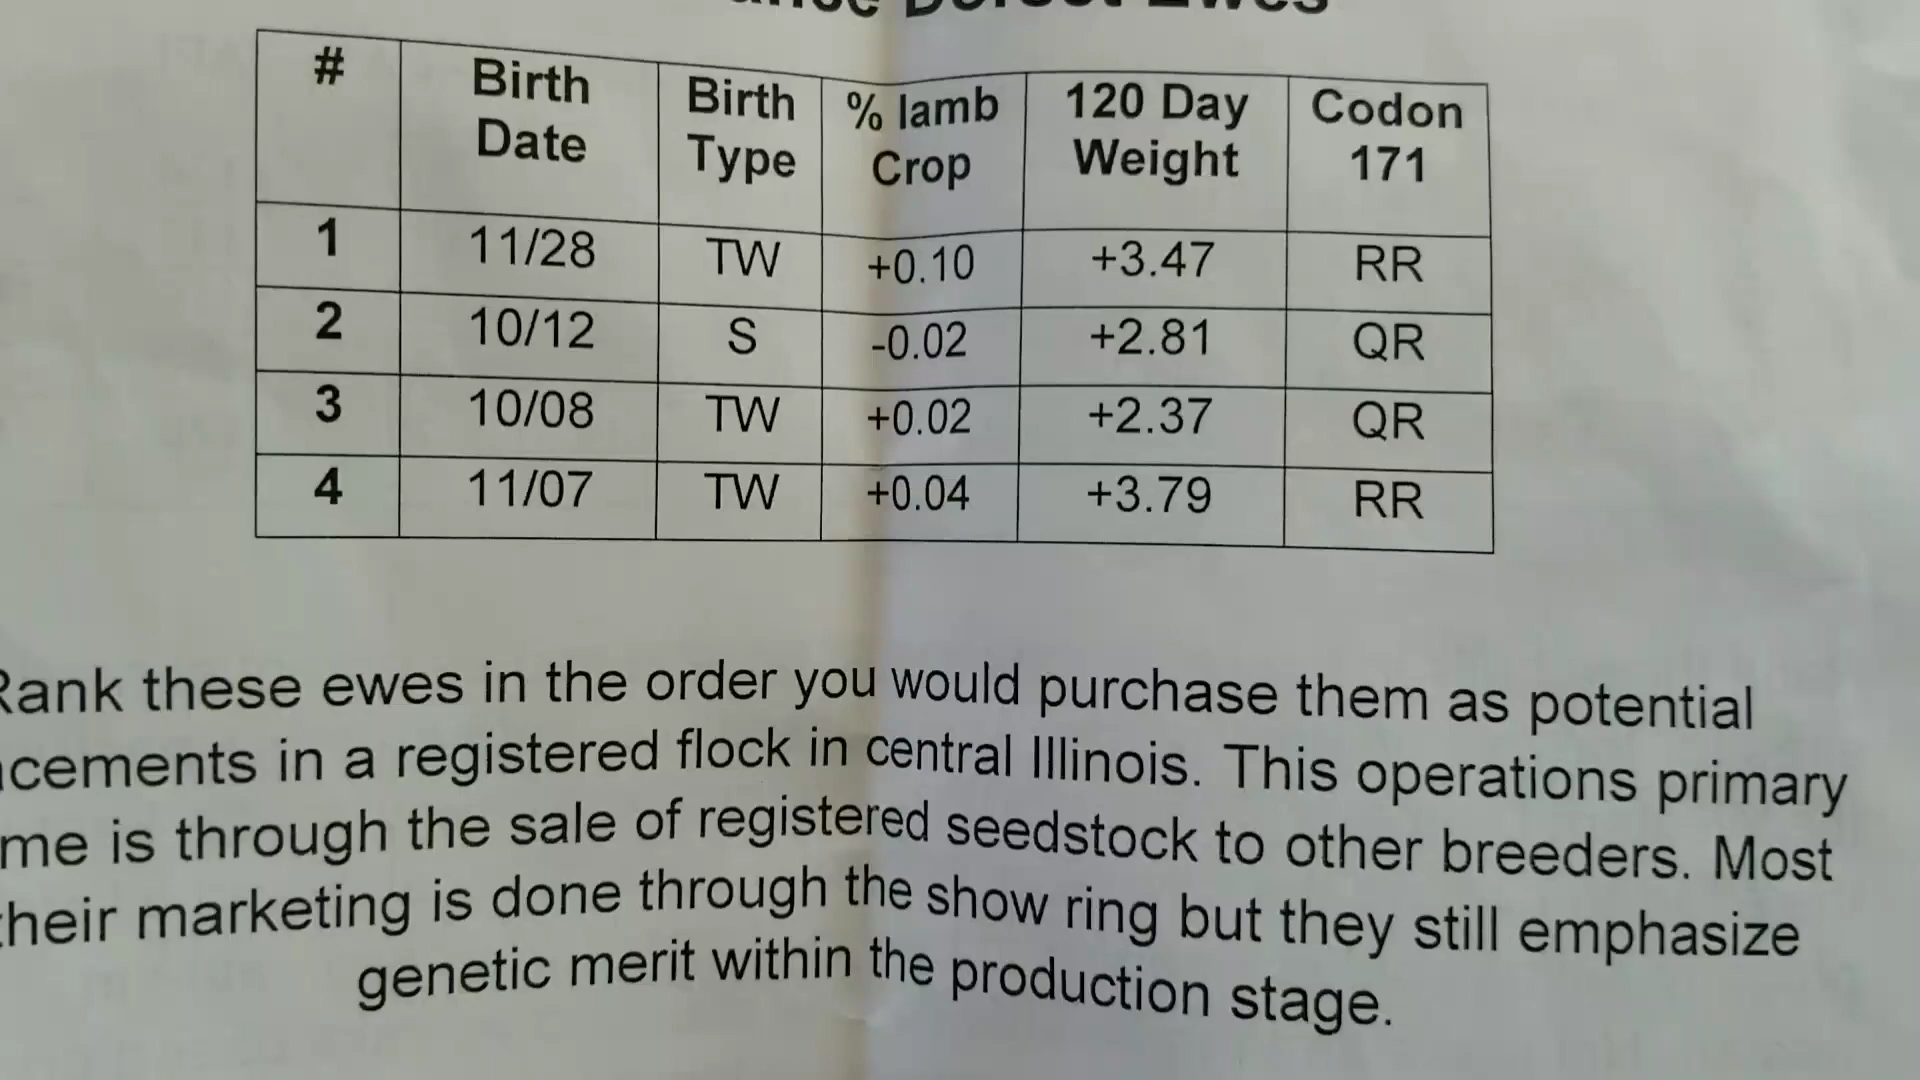 Dorset Ewes
# Birth Date Birth Type % lamb Crop 120 Day Weight Codon 171
1 11/28 TW +0.10 +3.47 RR
2 10/12 S -0.02 +2.81 QR
3 10/08 TW +0.02 +2.37 QR
4 11/07 TW +0.04 +3.79 RR
Rank these ewes in the order you would purchase them as potential
cements in a registered flock in central Illinois. This operations primary
me is through the sale of registered seedstock to other breeders. Most
their marketing is done through the show ring but they still emphasize
genetic merit within the production stage.